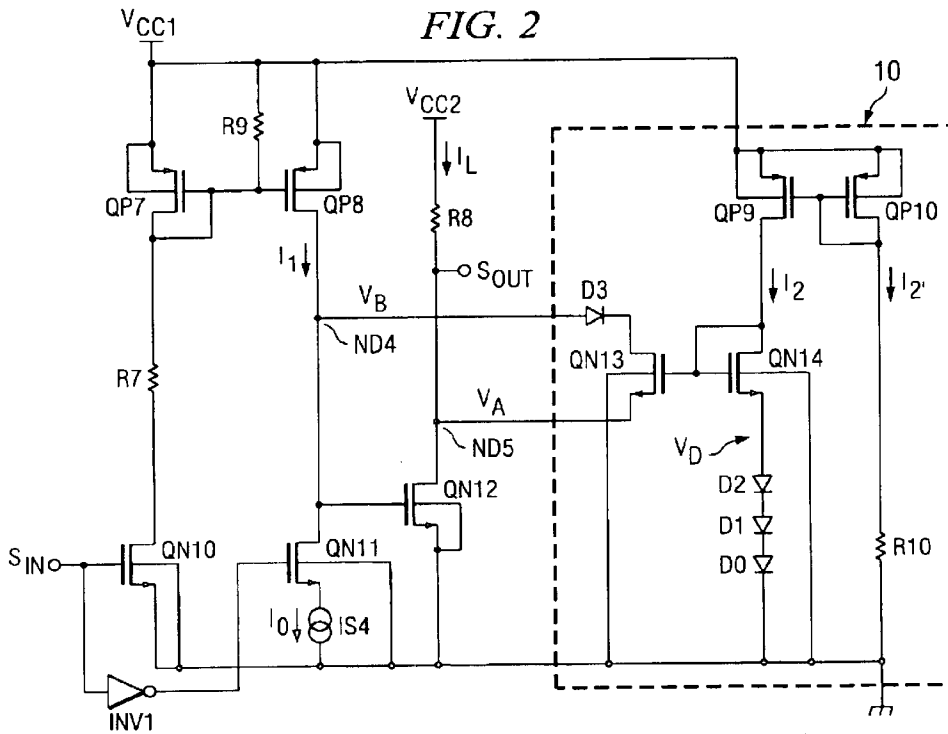 FIG. 2
VCC1
10
R9
VCC2
IL
QP7
QP8
R8
QP9
QP10
I1
SOUT
I2
I2'
VB
D3
ND4
QN13
QN14
R7
VA
ND5
VD
QN12
D2
D1
D0
R10
SIN
QN10
QN11
I0
IS4
INV1